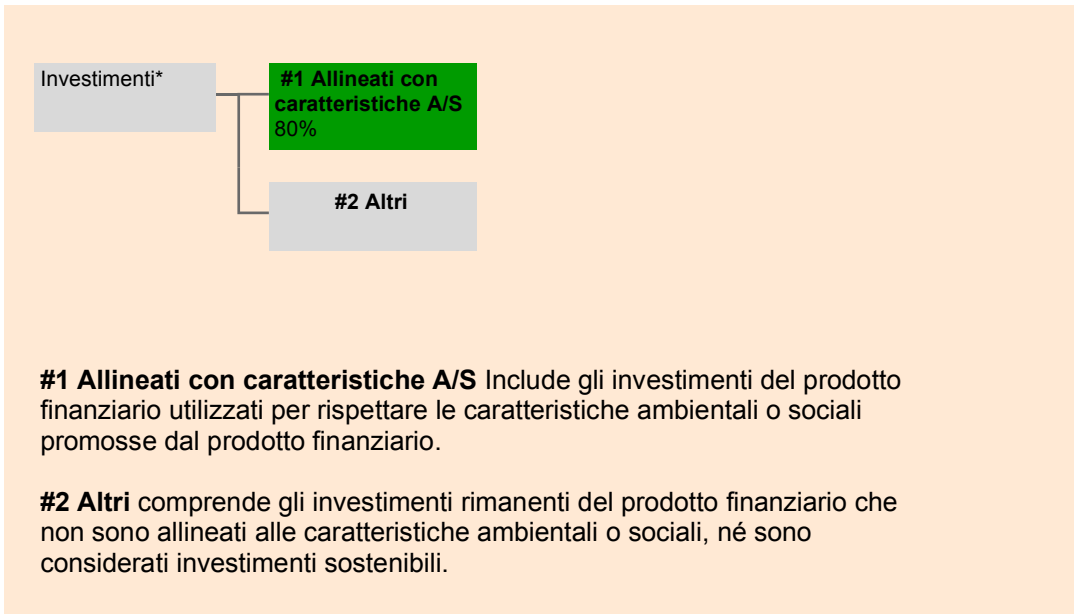 Investimenti*
#1 Allineati con
caratteristiche A/S
80%
#2 Altri
#1 Allineati con caratteristiche A/S Include gli investimenti del prodotto
finanziario utilizzati per rispettare le caratteristiche ambientali o sociali
promosse dal prodotto finanziario.
#2 Altri comprende gli investimenti rimanenti del prodotto finanziario che
non sono allineati alle caratteristiche ambientali o sociali, né sono
considerati investimenti sostenibili.